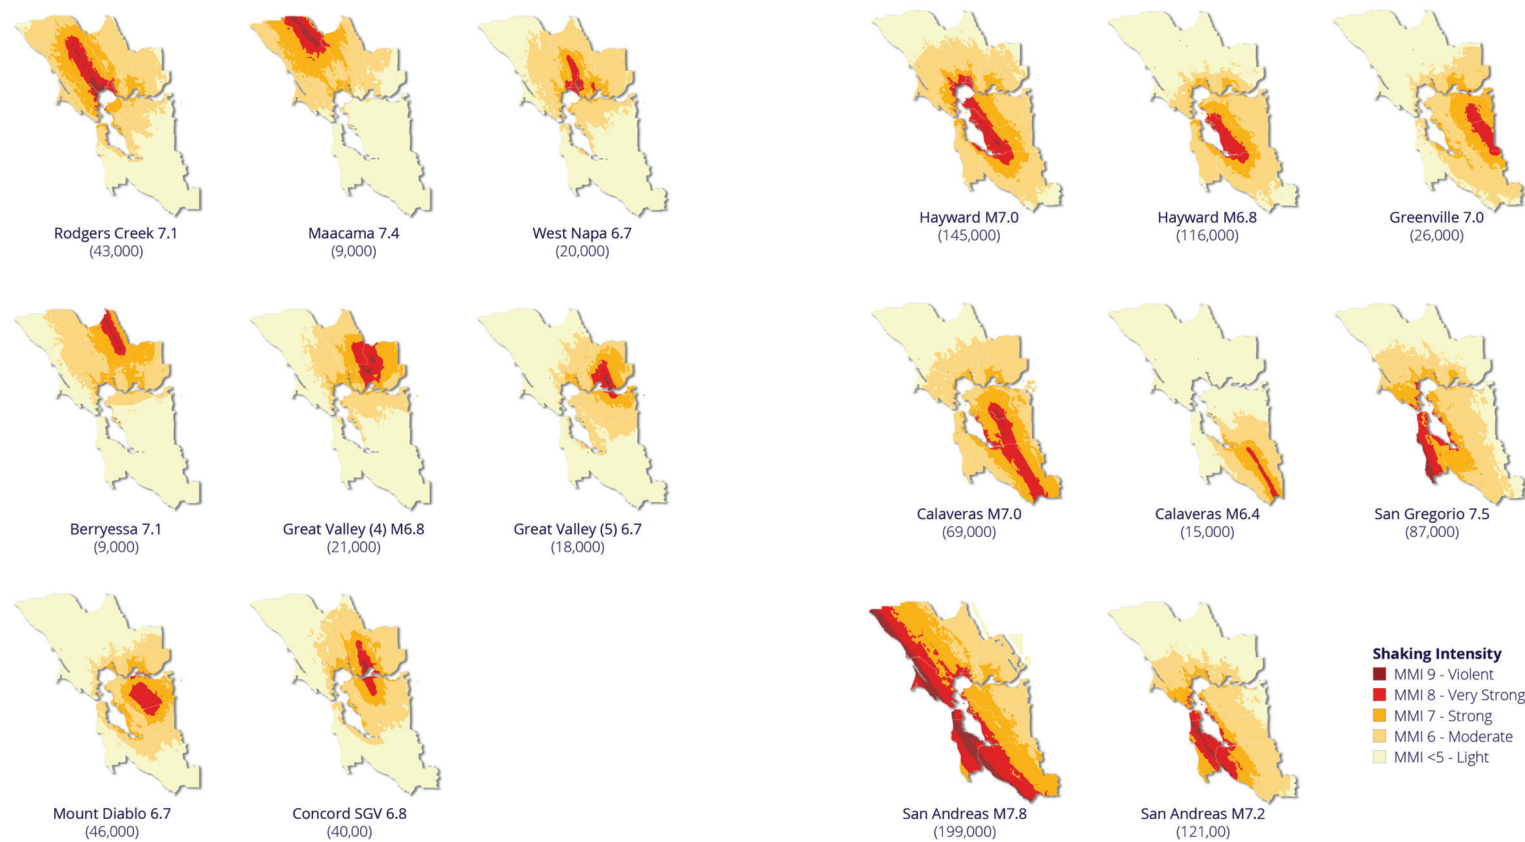 Rodgers Creek 7.1
(43,000)
Maacama 7.4
(9,000)
West Napa 6.7
(20,000)
Hayward M7.0
(145,000)
Hayward M6.8
(116,000)
Greenville 7.0
(26,000)
Berryessa 7.1
(9,000)
Great Valley (4) M6.8
(21,000)
Great Valley (5) 6.7
(18,000)
Calaveras M7.0
(69,000)
Calaveras M6.4
(15,000)
San Gregorio 7.5
(87,000)
Mount Diablo 6.7
(46,000)
Concord SGV 6.8
(40,00)
San Andreas M7.8
(199,000)
San Andreas M7.2
(121,00)
Shaking Intensity
MMI 9 - Violent
MMI 8 - Very Strong
MMI 7 - Strong
MMI 6 - Moderate
MMI <5 - Light